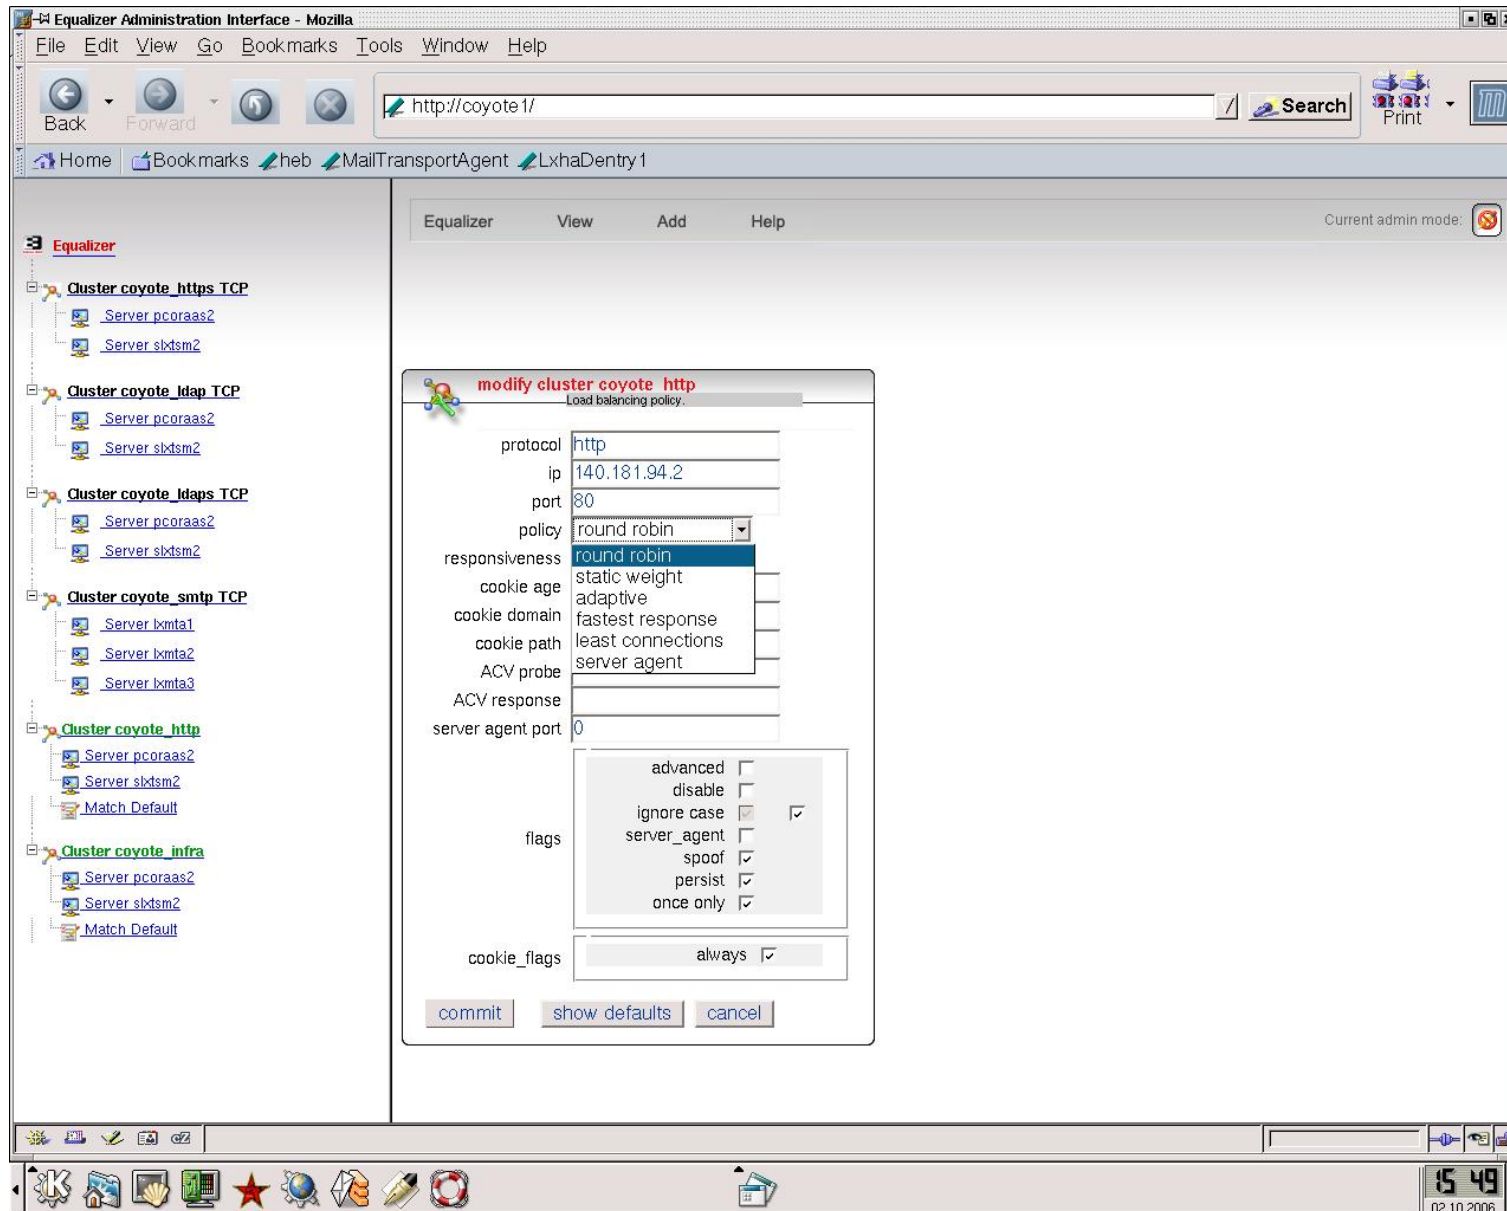 Equalizer Administration Interface - Mozilla
File Edit View Go Bookmarks Tools Window Help
Back Forward http://coyote1/ Search Print
Home Bookmarks heb MailTransportAgent LxhaDentry1
Equalizer View Add Help Current admin mode:
Equalizer
Cluster coyote_https TCP
Server pcoraas2
Server slxtsm2
Cluster coyote_ldap TCP
Server pcoraas2
Server slxtsm2
Cluster coyote_ldaps TCP
Server pcoraas2
Server slxtsm2
Cluster coyote_smtp TCP
Server lxmta1
Server lxmta2
Server lxmta3
Cluster coyote_http
Server pcoraas2
Server slxtsm2
Match Default
Cluster coyote_infra
Server pcoraas2
Server slxtsm2
Match Default
modify cluster coyote_http
Load balancing policy.
protocol http
ip 140.181.94.2
port 80
policy round robin
responsiveness round robin
static weight
cookie age
adaptive
cookie domain fastest response
cookie path least connections
ACV probe server agent
ACV response
server agent port 0
flags
advanced
disable
ignore case
server_agent
spoof
persist
once only
cookie_flags always
commit show defaults cancel
15 49
02.10.2006